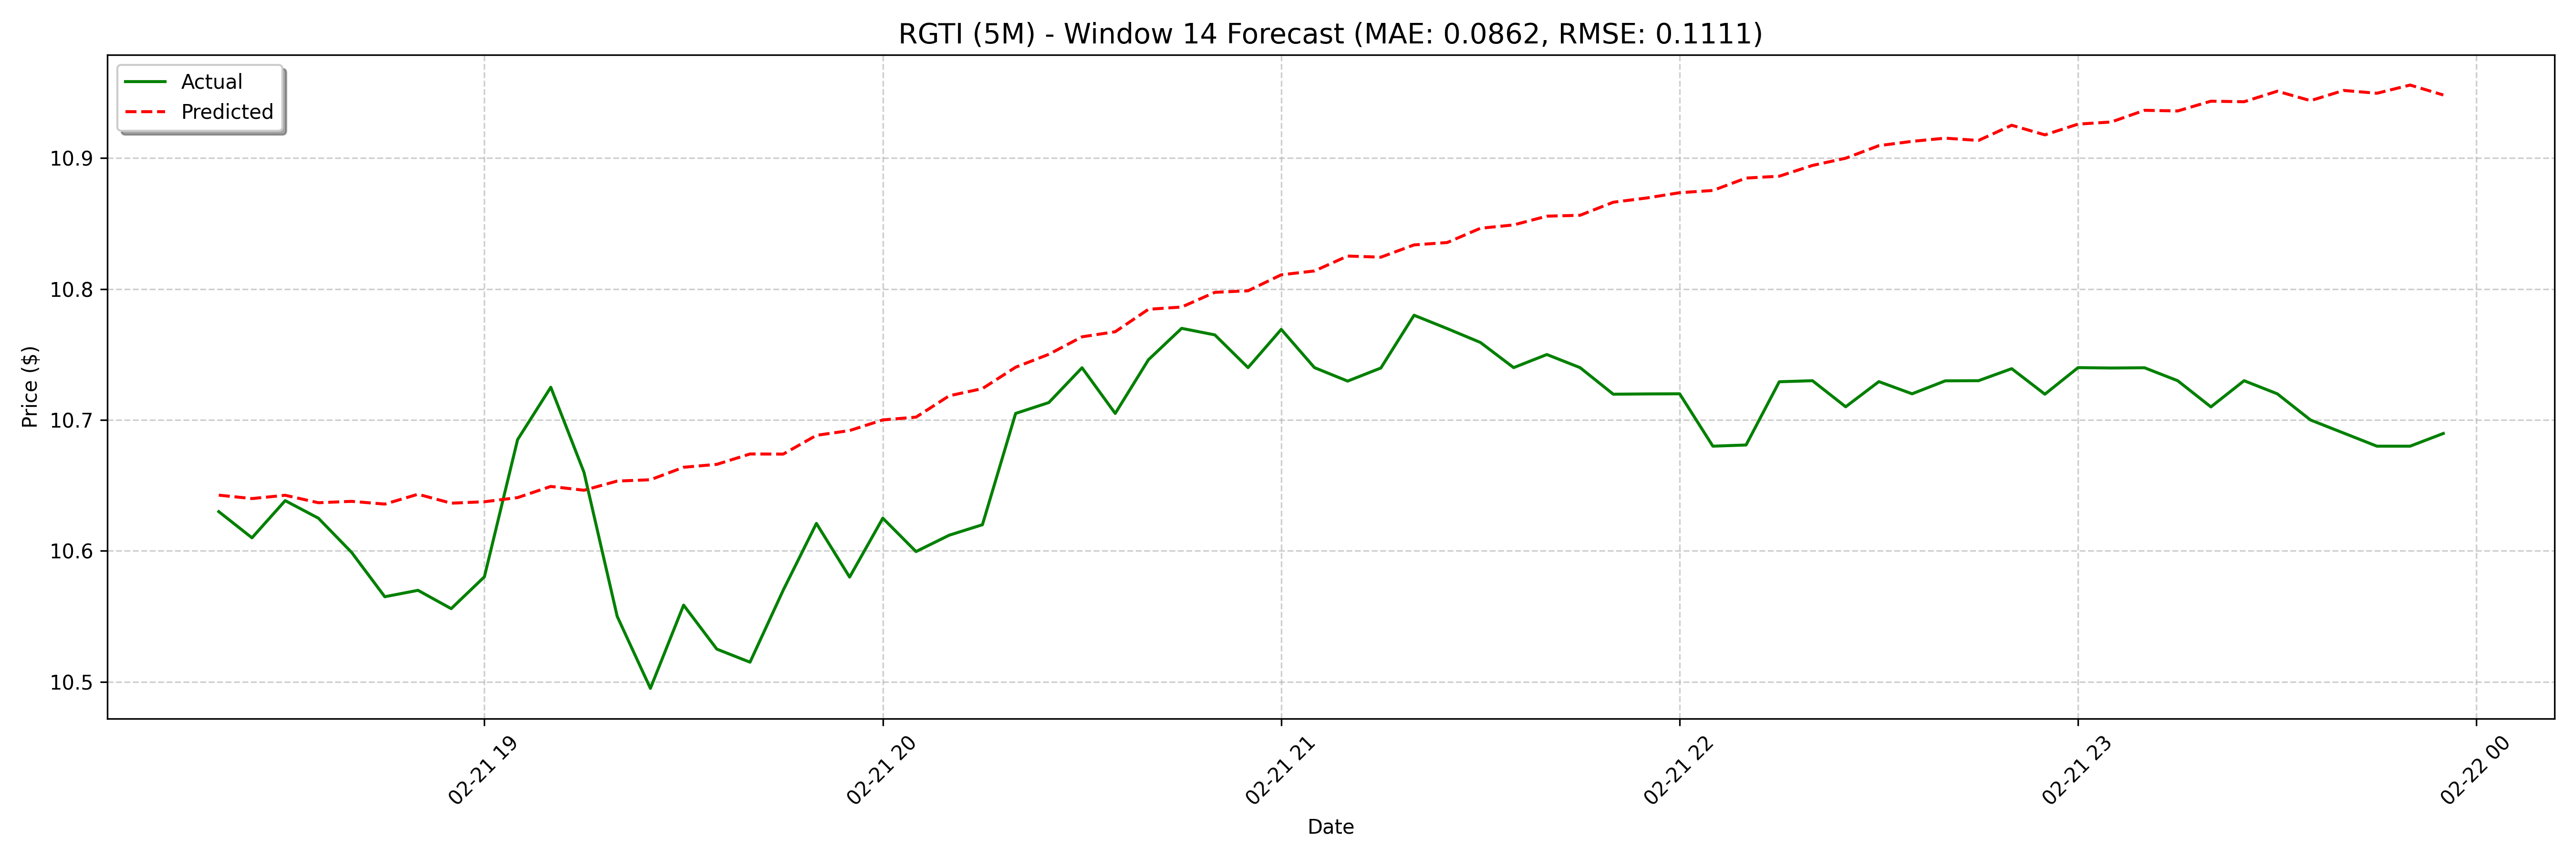 RGTI (5M) - Window 14 Forecast (MAE: 0.0862, RMSE: 0.1111)
Actual
Predicted
10.9
10.8
10.7
10.6
10.5
Price ($)
02-21 19
02-21 20
02-21 21
02-21 22
02-21 23
02-22 00
Date